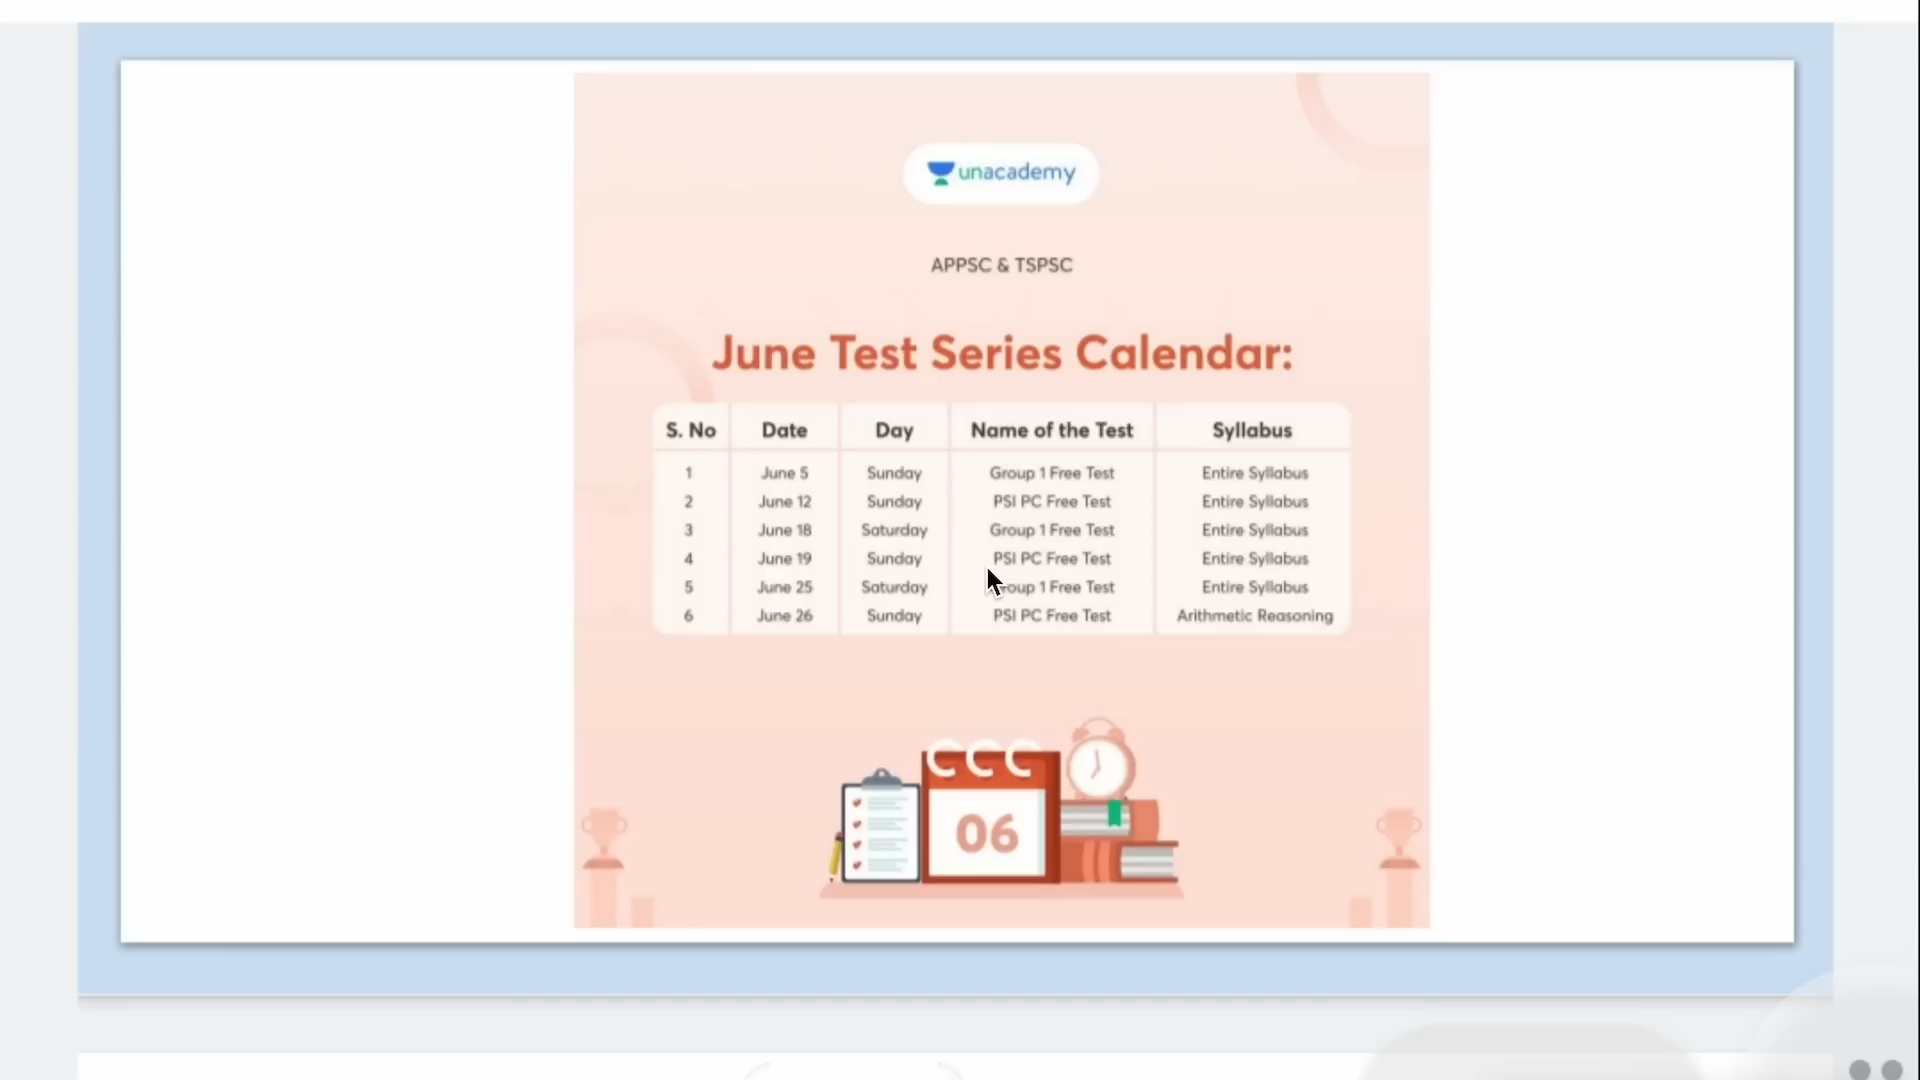 unacademy
APPSC & TSPSC
June Test Series Calendar:
S. No Date Day Name of the Test Syllabus
1 June 5 Sunday Group 1 Free Test Entire Syllabus
2 June 12 Sunday PSI PC Free Test Entire Syllabus
3 June 18 Saturday Group 1 Free Test Entire Syllabus
4 June 19 Sunday PSI PC Free Test Entire Syllabus
5 June 25 Saturday Group 1 Free Test Entire Syllabus
6 June 26 Sunday PSI PC Free Test Arithmetic Reasoning
06